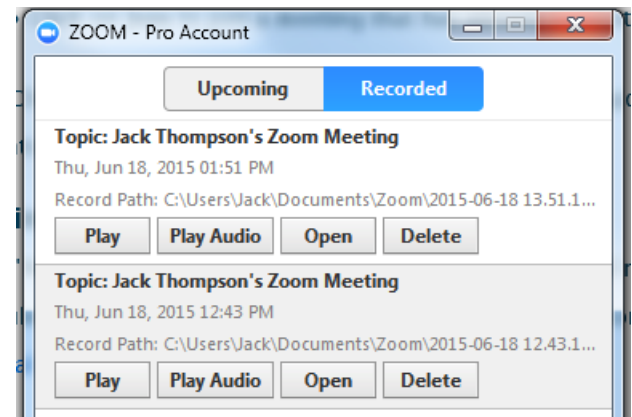 ZOOM - Pro Account
Upcoming Recorded
Topic: Jack Thompson's Zoom Meeting
Thu, Jun 18, 2015 01:51 PM
Record Path: C:\Users\Jack\Documents\Zoom\2015-06-18 13.51.1...
Play Play Audio Open Delete
Topic: Jack Thompson's Zoom Meeting
Thu, Jun 18, 2015 12:43 PM
Record Path: C:\Users\Jack\Documents\Zoom\2015-06-18 12.43.1...
Play Play Audio Open Delete